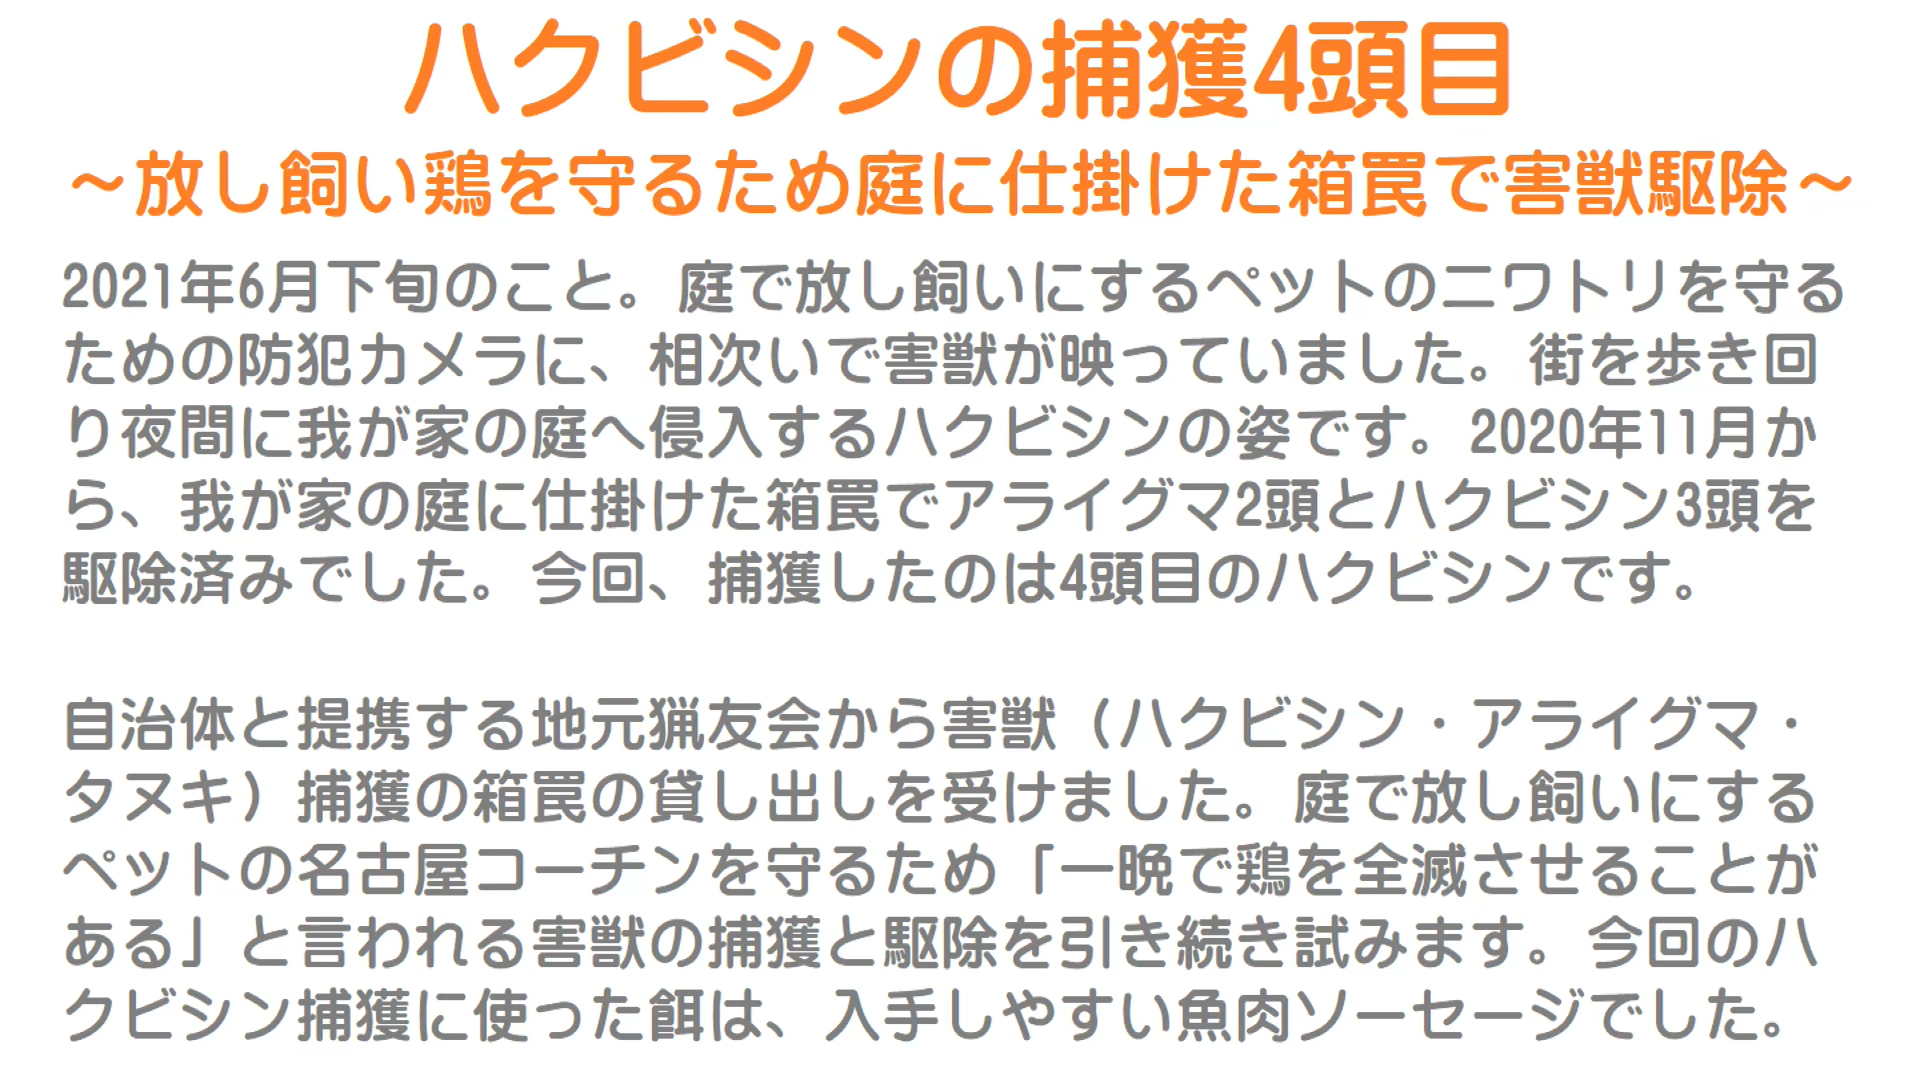 ハクビシンの捕獲4頭目
～放し飼い鶏を守るため庭に仕掛けた箱罠で害獣駆除～
2021年6月下旬のこと。庭で放し飼いにするペットのニワトリを守る
ための防犯カメラに、相次いで害獣が映っていました。街を歩き回
り夜間に我が家の庭へ侵入するハクビシンの姿です。2020年11月か
ら、我が家の庭に仕掛けた箱罠でアライグマ2頭とハクビシン3頭を
駆除済みでした。今回、捕獲したのは4頭目のハクビシンです。
自治体と提携する地元猟友会から害獣（ハクビシン・アライグマ・
タヌキ）捕獲の箱罠の貸し出しを受けました。庭で放し飼いにする
ペットの名古屋コーチンを守るため「一晩で鶏を全滅させることが
ある」と言われる害獣の捕獲と駆除を引き続き試みます。今回のハ
クビシン捕獲に使った餌は、入手しやすい魚肉ソーセージでした。